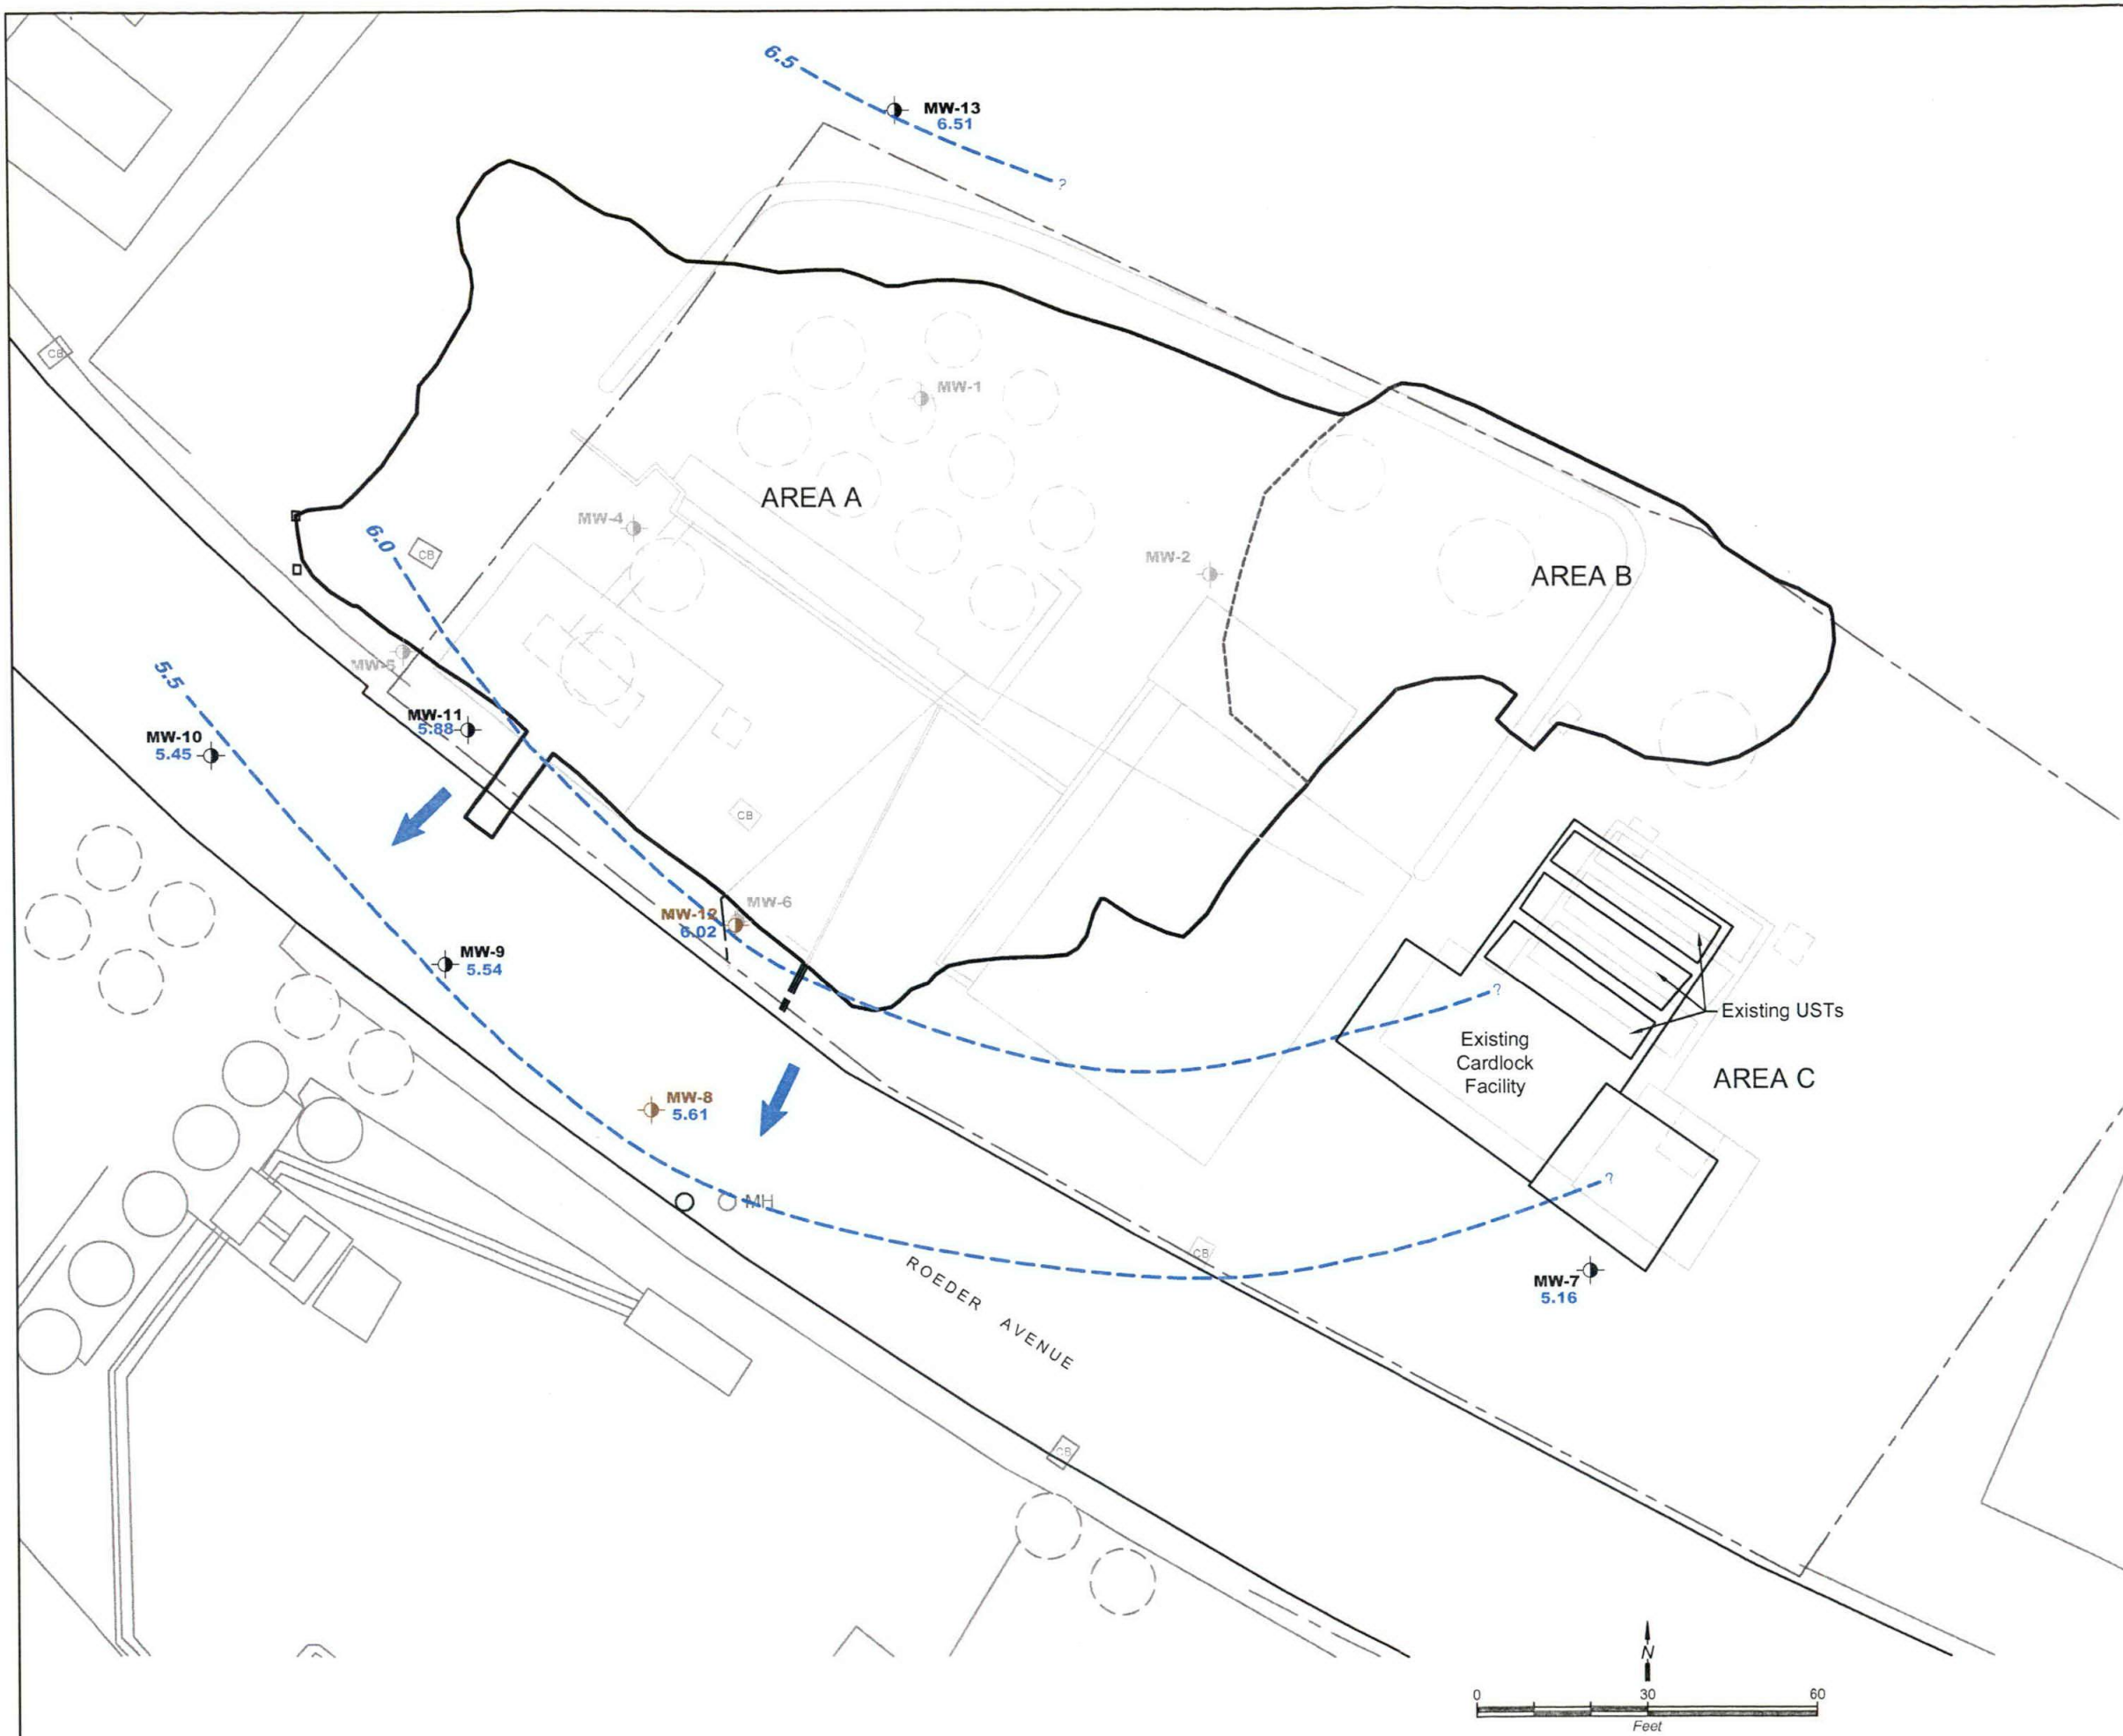 6.5
MW-13
6.51
CB
MW-1
AREA A
MW-4
6.0
CB
MW-2
AREA B
MW-5
5.5
MW-11
5.88
MW-10
5.45
CB
MW-6
MW-12
6.02
MW-9
5.54
?
?
Existing USTs
Existing
Cardlock
Facility
AREA C
MW-8
5.61
?
MH
CB
ROEDER AVENUE
MW-7
5.16
CB
N
0 30 60
Feet